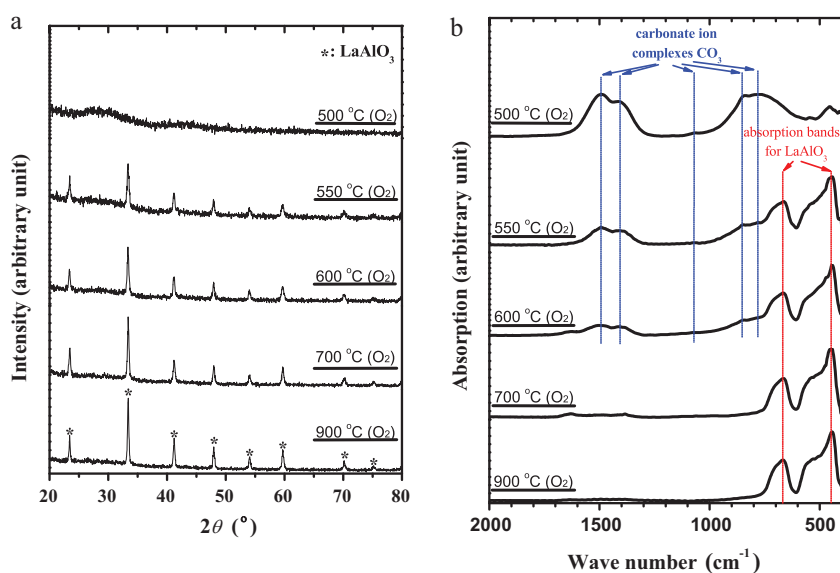 a
*: LaAlO₃
500 °C (O₂)
550 °C (O₂)
600 °C (O₂)
700 °C (O₂)
900 °C (O₂)
* * * * * * * *
Intensity (arbitrary unit)
20 30 40 50 60 70 80
2θ (°)
b
carbonate ion
complexes CO₃
500 °C (O₂)
absorption bands
for LaAlO₃
550 °C (O₂)
600 °C (O₂)
700 °C (O₂)
900 °C (O₂)
Absorption (arbitrary unit)
2000 1500 1000 500
Wave number (cm⁻¹)